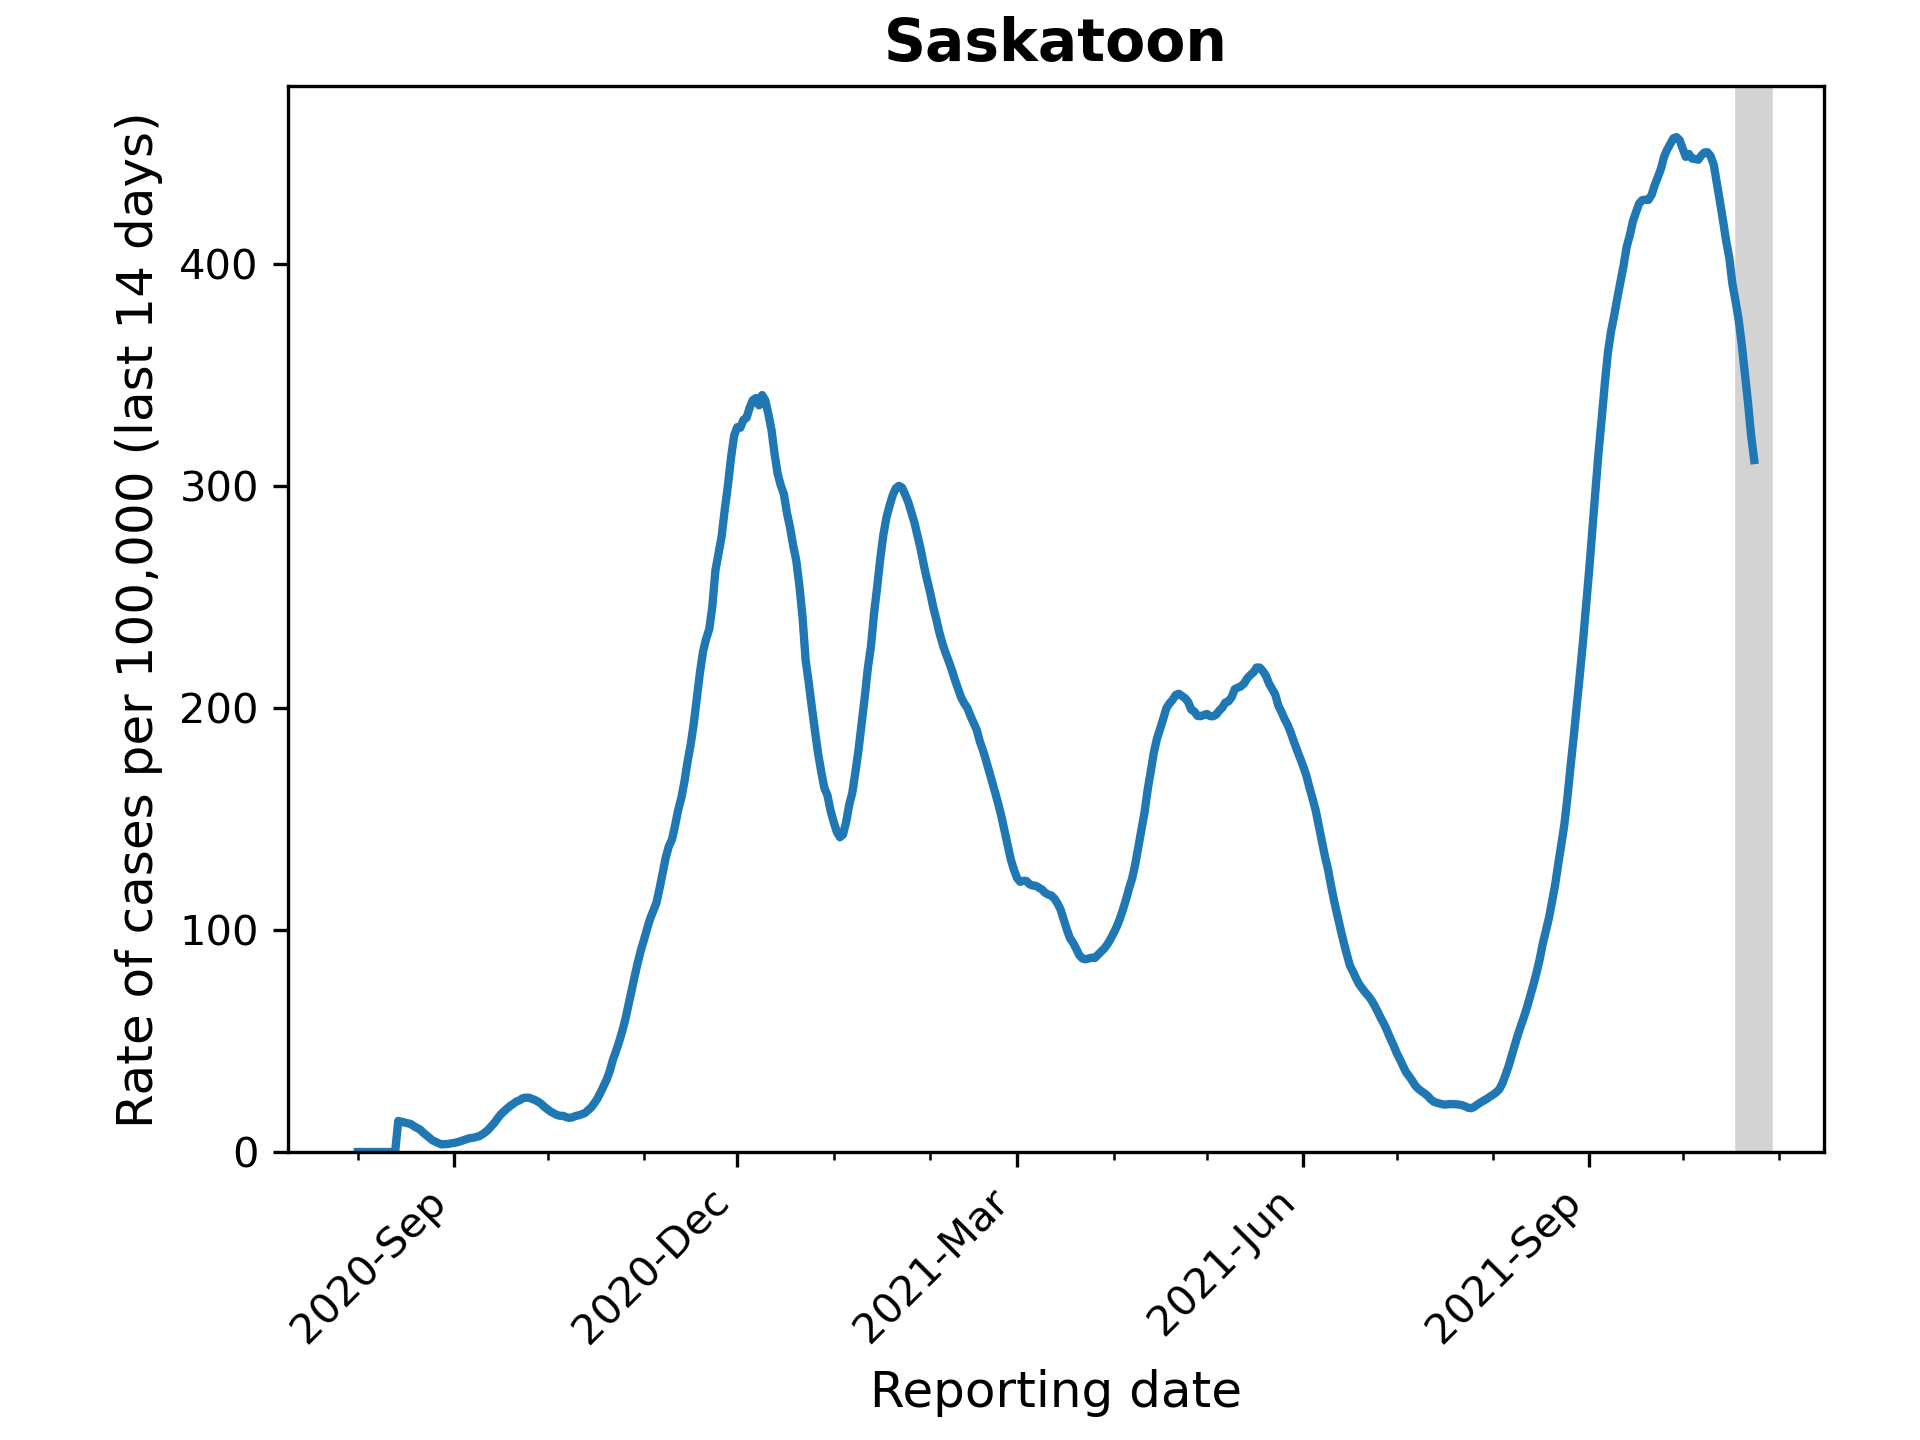 Saskatoon
Rate of cases per 100,000 (last 14 days)
400
300
200
100
0
2020-Sep
2020-Dec
2021-Mar
2021-Jun
2021-Sep
Reporting date